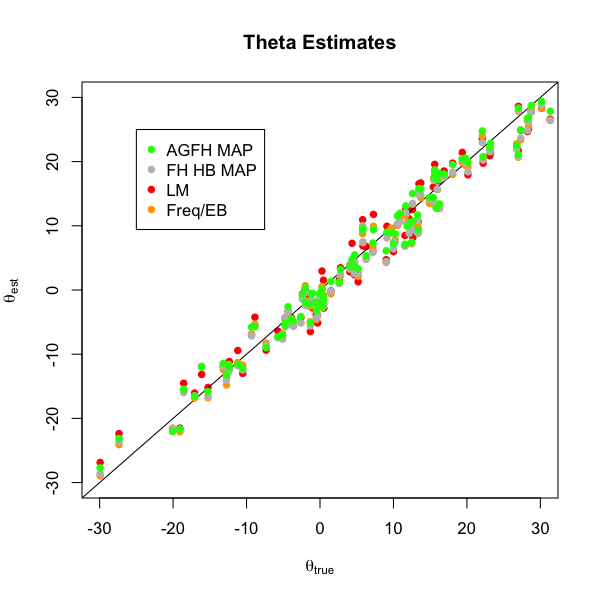 Theta Estimates
30
20
10
0
-10
-20
-30
θest
AGFH MAP
FH HB MAP
LM
Freq/EB
-30 -20 -10 0 10 20 30
θtrue